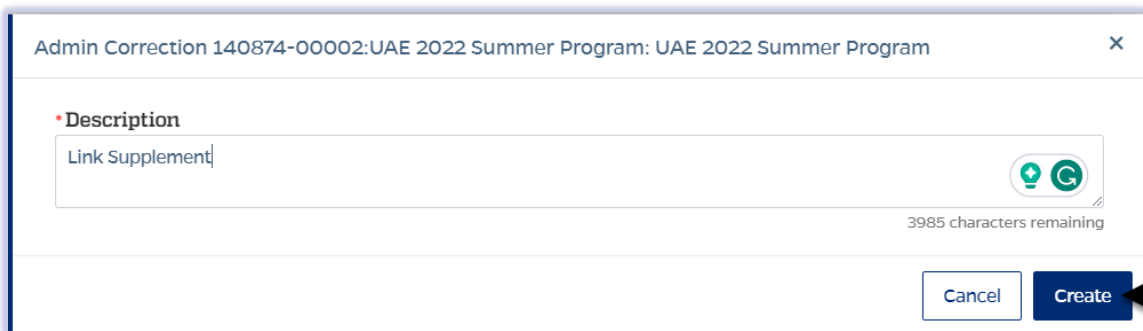 Admin Correction 140874-00002:UAE 2022 Summer Program: UAE 2022 Summer Program
*Description
Link Supplement
3985 characters remaining
Cancel Create